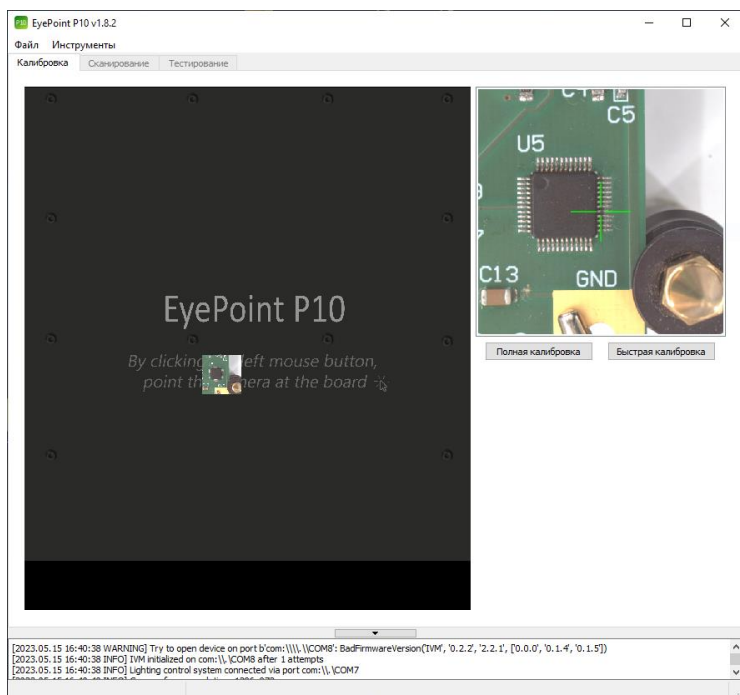 EyePoint P10 v1.8.2
Файл Инструменты
Калибровка Сканирование Тестирование
C4
C5
U5
C13
GND
EyePoint P10
By clicking left mouse button,
point the camera at the board
Полная калибровка Быстрая калибровка
[2023.05.15 16:40:38 WARNING] Try to open device on port b'com:\\\\.\\COM8': BadFirmwareVersion('IVM', '0.2.2', '2.2.1', ['0.0.0', '0.1.4', '0.1.5'])
[2023.05.15 16:40:38 INFO] IVM initialized on com:\\.\COM8 after 1 attempts
[2023.05.15 16:40:38 INFO] Lighting control system connected via port com:\\.\COM7